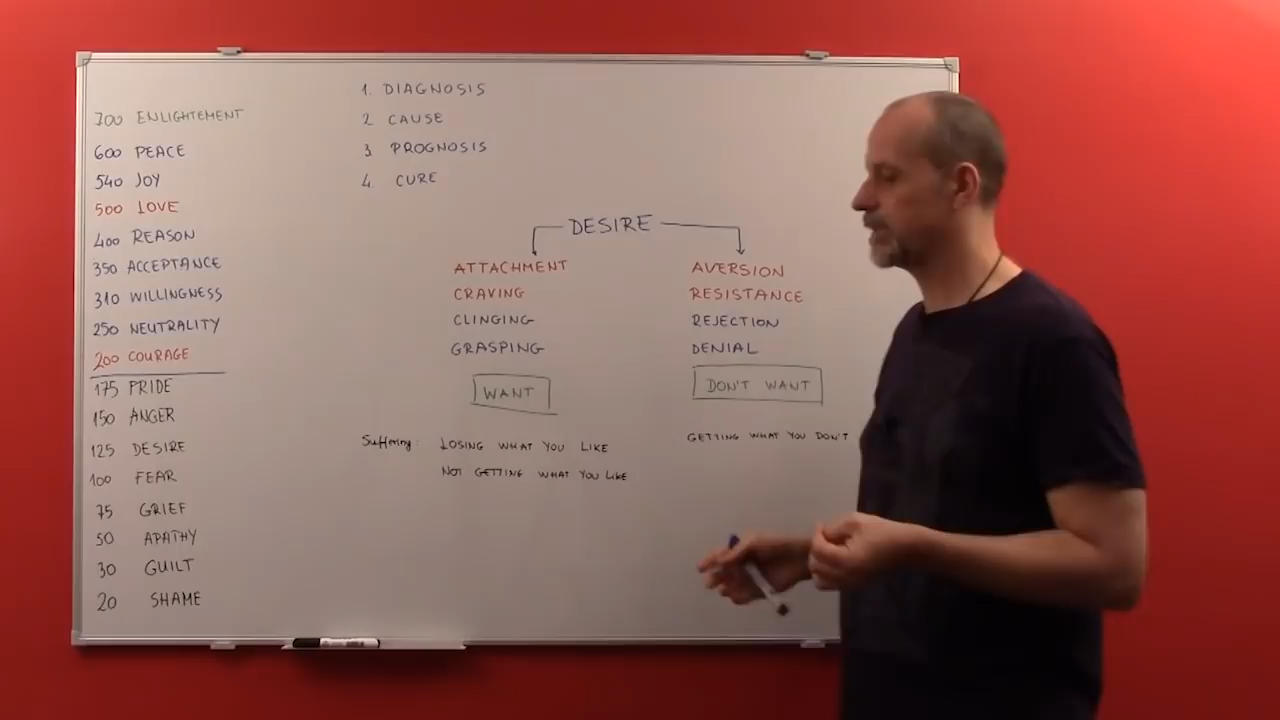 700 ENLIGHTEMENT
600 PEACE
540 JOY
500 LOVE
400 REASON
350 ACCEPTANCE
310 WILLINGNESS
250 NEUTRALITY
200 COURAGE
175 PRIDE
150 ANGER
125 DESIRE
100 FEAR
75 GRIEF
50 APATHY
30 GUILT
20 SHAME
1. DIAGNOSIS
2 CAUSE
3. PROGNOSIS
4. CURE
DESIRE
ATTACHMENT
CRAVING
CLINGING
GRASPING
WANT
AVERSION
RESISTANCE
REJECTION
DENIAL
DON'T WANT
Suffering: LOSING WHAT YOU LIKE
NOT GETTING WHAT YOU LIKE
GETTING WHAT YOU DON'T